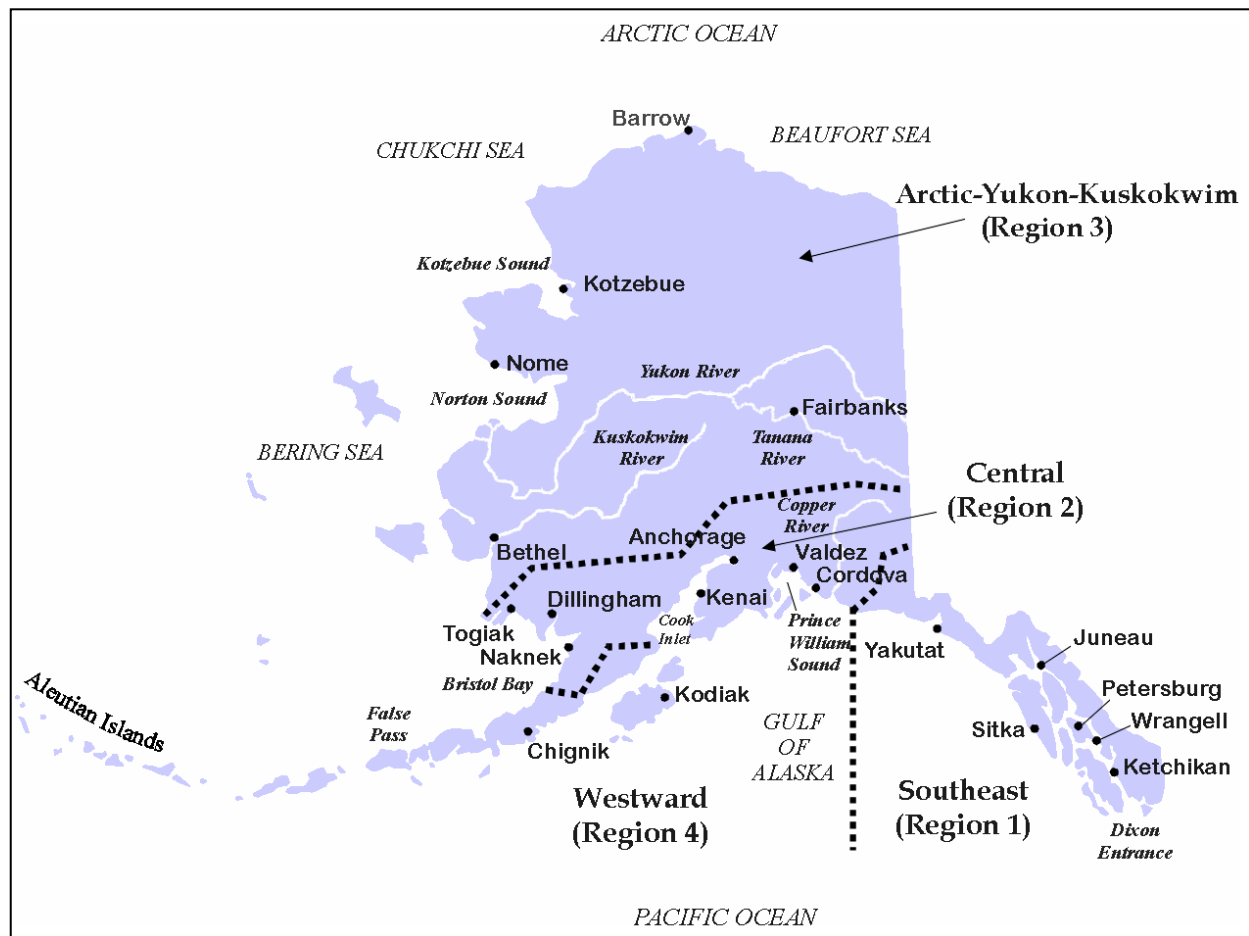 ARCTIC OCEAN
Barrow
BEAUFORT SEA
CHUKCHI SEA
Arctic-Yukon-Kuskokwim
(Region 3)
Kotzebue Sound
Kotzebue
Nome
Yukon River
Norton Sound
Fairbanks
Kuskokwim
River
Tanana
River
BERING SEA
Central
(Region 2)
Copper
River
Anchorage
Bethel
Valdez
Cordova
Dillingham
Kenai
Togiak
Cook
Inlet
Prince
William
Sound
Naknek
Yakutat
Juneau
Bristol Bay
Kodiak
Petersburg
Aleutian Islands
False
Pass
Chignik
GULF
OF
ALASKA
Sitka
Wrangell
Ketchikan
Westward
(Region 4)
Southeast
(Region 1)
Dixon
Entrance
PACIFIC OCEAN